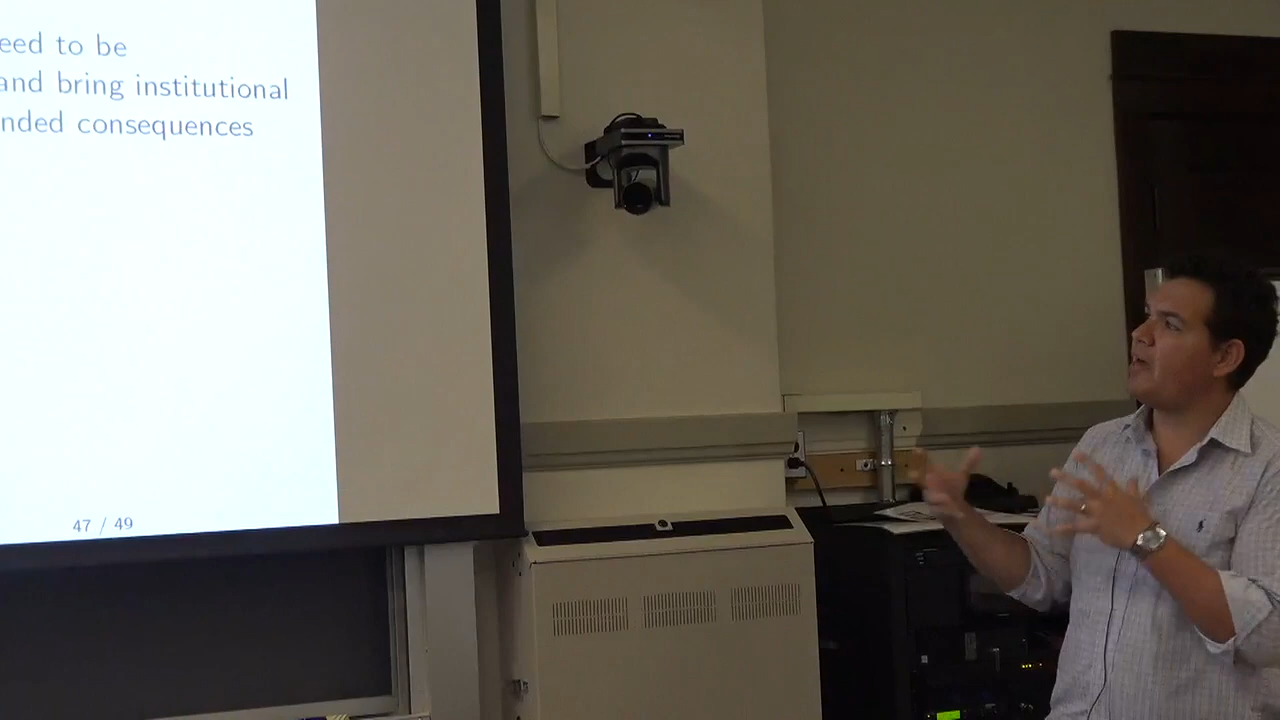 eed to be
and bring institutional
nded consequences
47 / 49